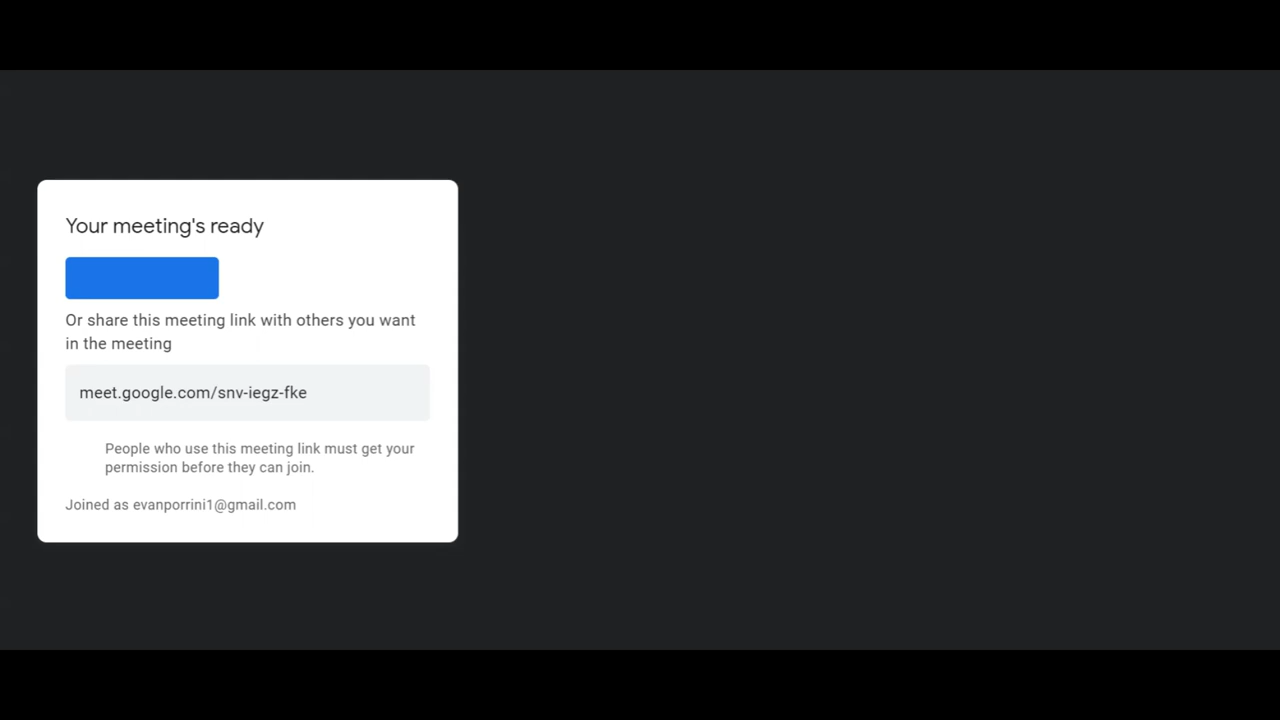 Your meeting's ready
Or share this meeting link with others you want
in the meeting
meet.google.com/snv-iegz-fke
People who use this meeting link must get your
permission before they can join.
Joined as evanporrini1@gmail.com